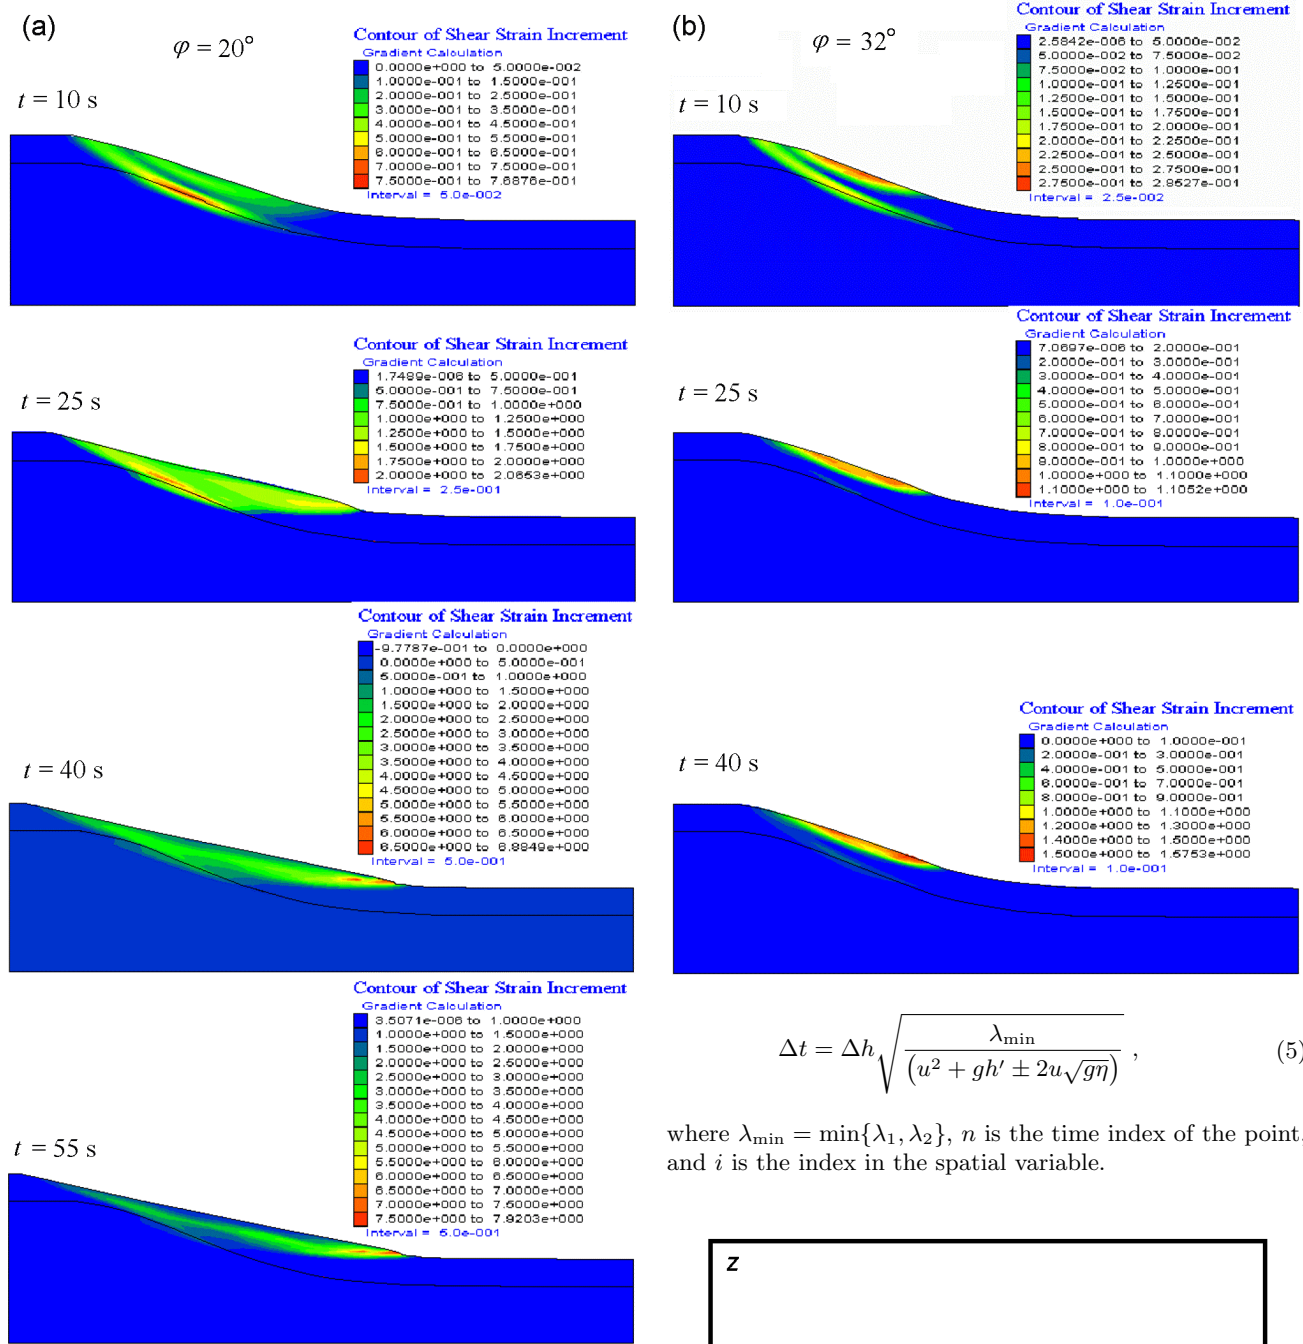 (a)
φ = 20°
Contour of Shear Strain Increment
Gradient Calculation
0.0000e+000 to 5.0000e-002
1.0000e-001 to 1.5000e-001
2.0000e-001 to 2.5000e-001
3.0000e-001 to 3.5000e-001
4.0000e-001 to 4.5000e-001
5.0000e-001 to 5.5000e-001
6.0000e-001 to 6.5000e-001
7.0000e-001 to 7.5000e-001
7.5000e-001 to 7.6876e-001
Interval = 5.0e-002
t = 10 s
Contour of Shear Strain Increment
Gradient Calculation
1.7489e-006 to 5.0000e-001
5.0000e-001 to 7.5000e-001
7.5000e-001 to 1.0000e+000
1.0000e+000 to 1.2500e+000
1.2500e+000 to 1.5000e+000
1.5000e+000 to 1.7500e+000
1.7500e+000 to 2.0000e+000
2.0000e+000 to 2.0653e+000
Interval = 2.5e-001
t = 25 s
Contour of Shear Strain Increment
Gradient Calculation
-9.7787e-001 to 0.0000e+000
0.0000e+000 to 5.0000e-001
5.0000e-001 to 1.0000e+000
1.0000e+000 to 1.5000e+000
1.5000e+000 to 2.0000e+000
2.0000e+000 to 2.5000e+000
2.5000e+000 to 3.0000e+000
3.0000e+000 to 3.5000e+000
3.5000e+000 to 4.0000e+000
4.0000e+000 to 4.5000e+000
4.5000e+000 to 5.0000e+000
5.0000e+000 to 5.5000e+000
5.5000e+000 to 6.0000e+000
6.0000e+000 to 6.5000e+000
6.5000e+000 to 6.8849e+000
Interval = 5.0e-001
t = 40 s
Contour of Shear Strain Increment
Gradient Calculation
3.5071e-006 to 1.0000e+000
1.0000e+000 to 1.5000e+000
1.5000e+000 to 2.0000e+000
2.0000e+000 to 2.5000e+000
2.5000e+000 to 3.0000e+000
3.0000e+000 to 3.5000e+000
3.5000e+000 to 4.0000e+000
4.0000e+000 to 4.5000e+000
4.5000e+000 to 5.0000e+000
5.0000e+000 to 5.5000e+000
5.5000e+000 to 6.0000e+000
6.0000e+000 to 6.5000e+000
6.5000e+000 to 7.0000e+000
7.0000e+000 to 7.5000e+000
7.5000e+000 to 7.9203e+000
Interval = 5.0e-001
t = 55 s
(b)
φ = 32°
Contour of Shear Strain Increment
Gradient Calculation
2.5842e-006 to 5.0000e-002
5.0000e-002 to 7.5000e-002
7.5000e-002 to 1.0000e-001
1.0000e-001 to 1.2500e-001
1.2500e-001 to 1.5000e-001
1.5000e-001 to 1.7500e-001
1.7500e-001 to 2.0000e-001
2.0000e-001 to 2.2500e-001
2.2500e-001 to 2.5000e-001
2.5000e-001 to 2.7500e-001
2.7500e-001 to 2.8527e-001
Interval = 2.5e-002
t = 10 s
Contour of Shear Strain Increment
Gradient Calculation
7.0697e-006 to 2.0000e-001
2.0000e-001 to 3.0000e-001
3.0000e-001 to 4.0000e-001
4.0000e-001 to 5.0000e-001
5.0000e-001 to 6.0000e-001
6.0000e-001 to 7.0000e-001
7.0000e-001 to 8.0000e-001
8.0000e-001 to 9.0000e-001
9.0000e-001 to 1.0000e+000
1.0000e+000 to 1.1000e+000
1.1000e+000 to 1.1052e+000
Interval = 1.0e-001
t = 25 s
Contour of Shear Strain Increment
Gradient Calculation
0.0000e+000 to 1.0000e-001
2.0000e-001 to 3.0000e-001
4.0000e-001 to 5.0000e-001
6.0000e-001 to 7.0000e-001
8.0000e-001 to 9.0000e-001
1.0000e+000 to 1.1000e+000
1.2000e+000 to 1.3000e+000
1.4000e+000 to 1.5000e+000
1.5000e+000 to 1.5753e+000
Interval = 1.0e-001
t = 40 s
Δt = Δh √(λ_min / (u² + gh′ ± 2u√gη)) , (5)
where λ_min = min{λ₁, λ₂}, n is the time index of the point,
and i is the index in the spatial variable.
z